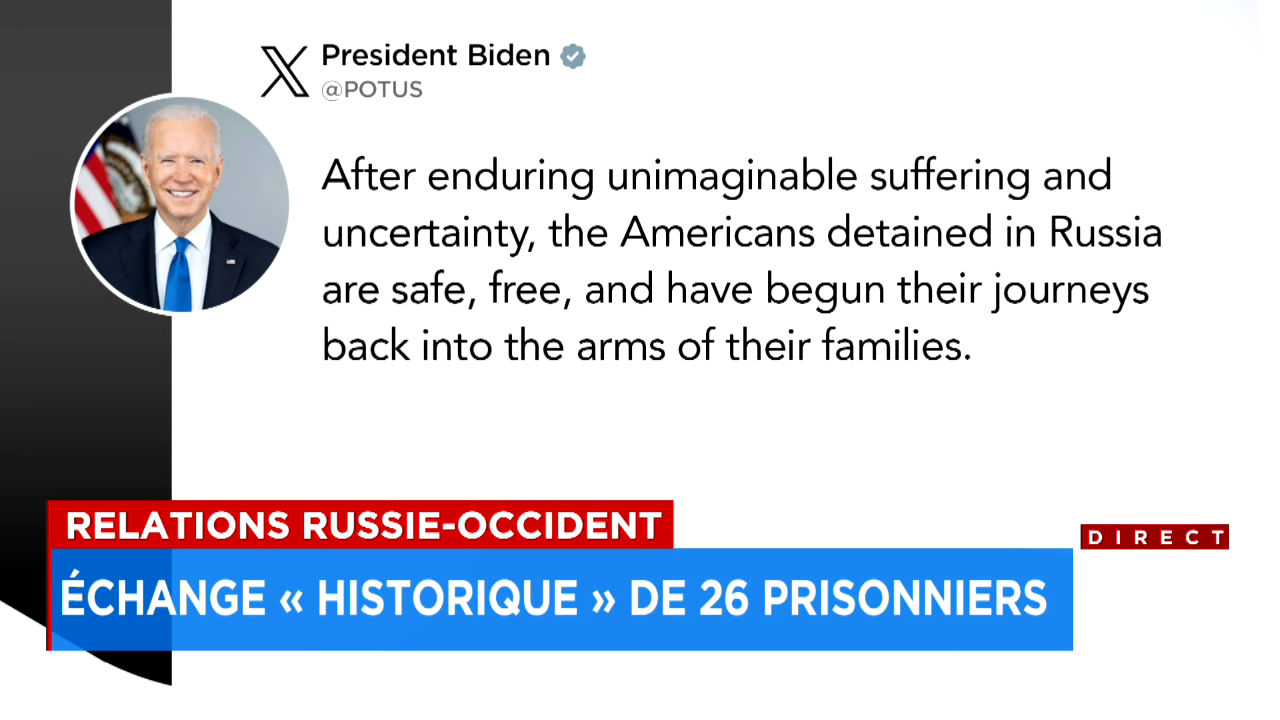 President Biden
@POTUS
After enduring unimaginable suffering and
uncertainty, the Americans detained in Russia
are safe, free, and have begun their journeys
back into the arms of their families.
RELATIONS RUSSIE-OCCIDENT
DIRECT
ÉCHANGE « HISTORIQUE » DE 26 PRISONNIERS